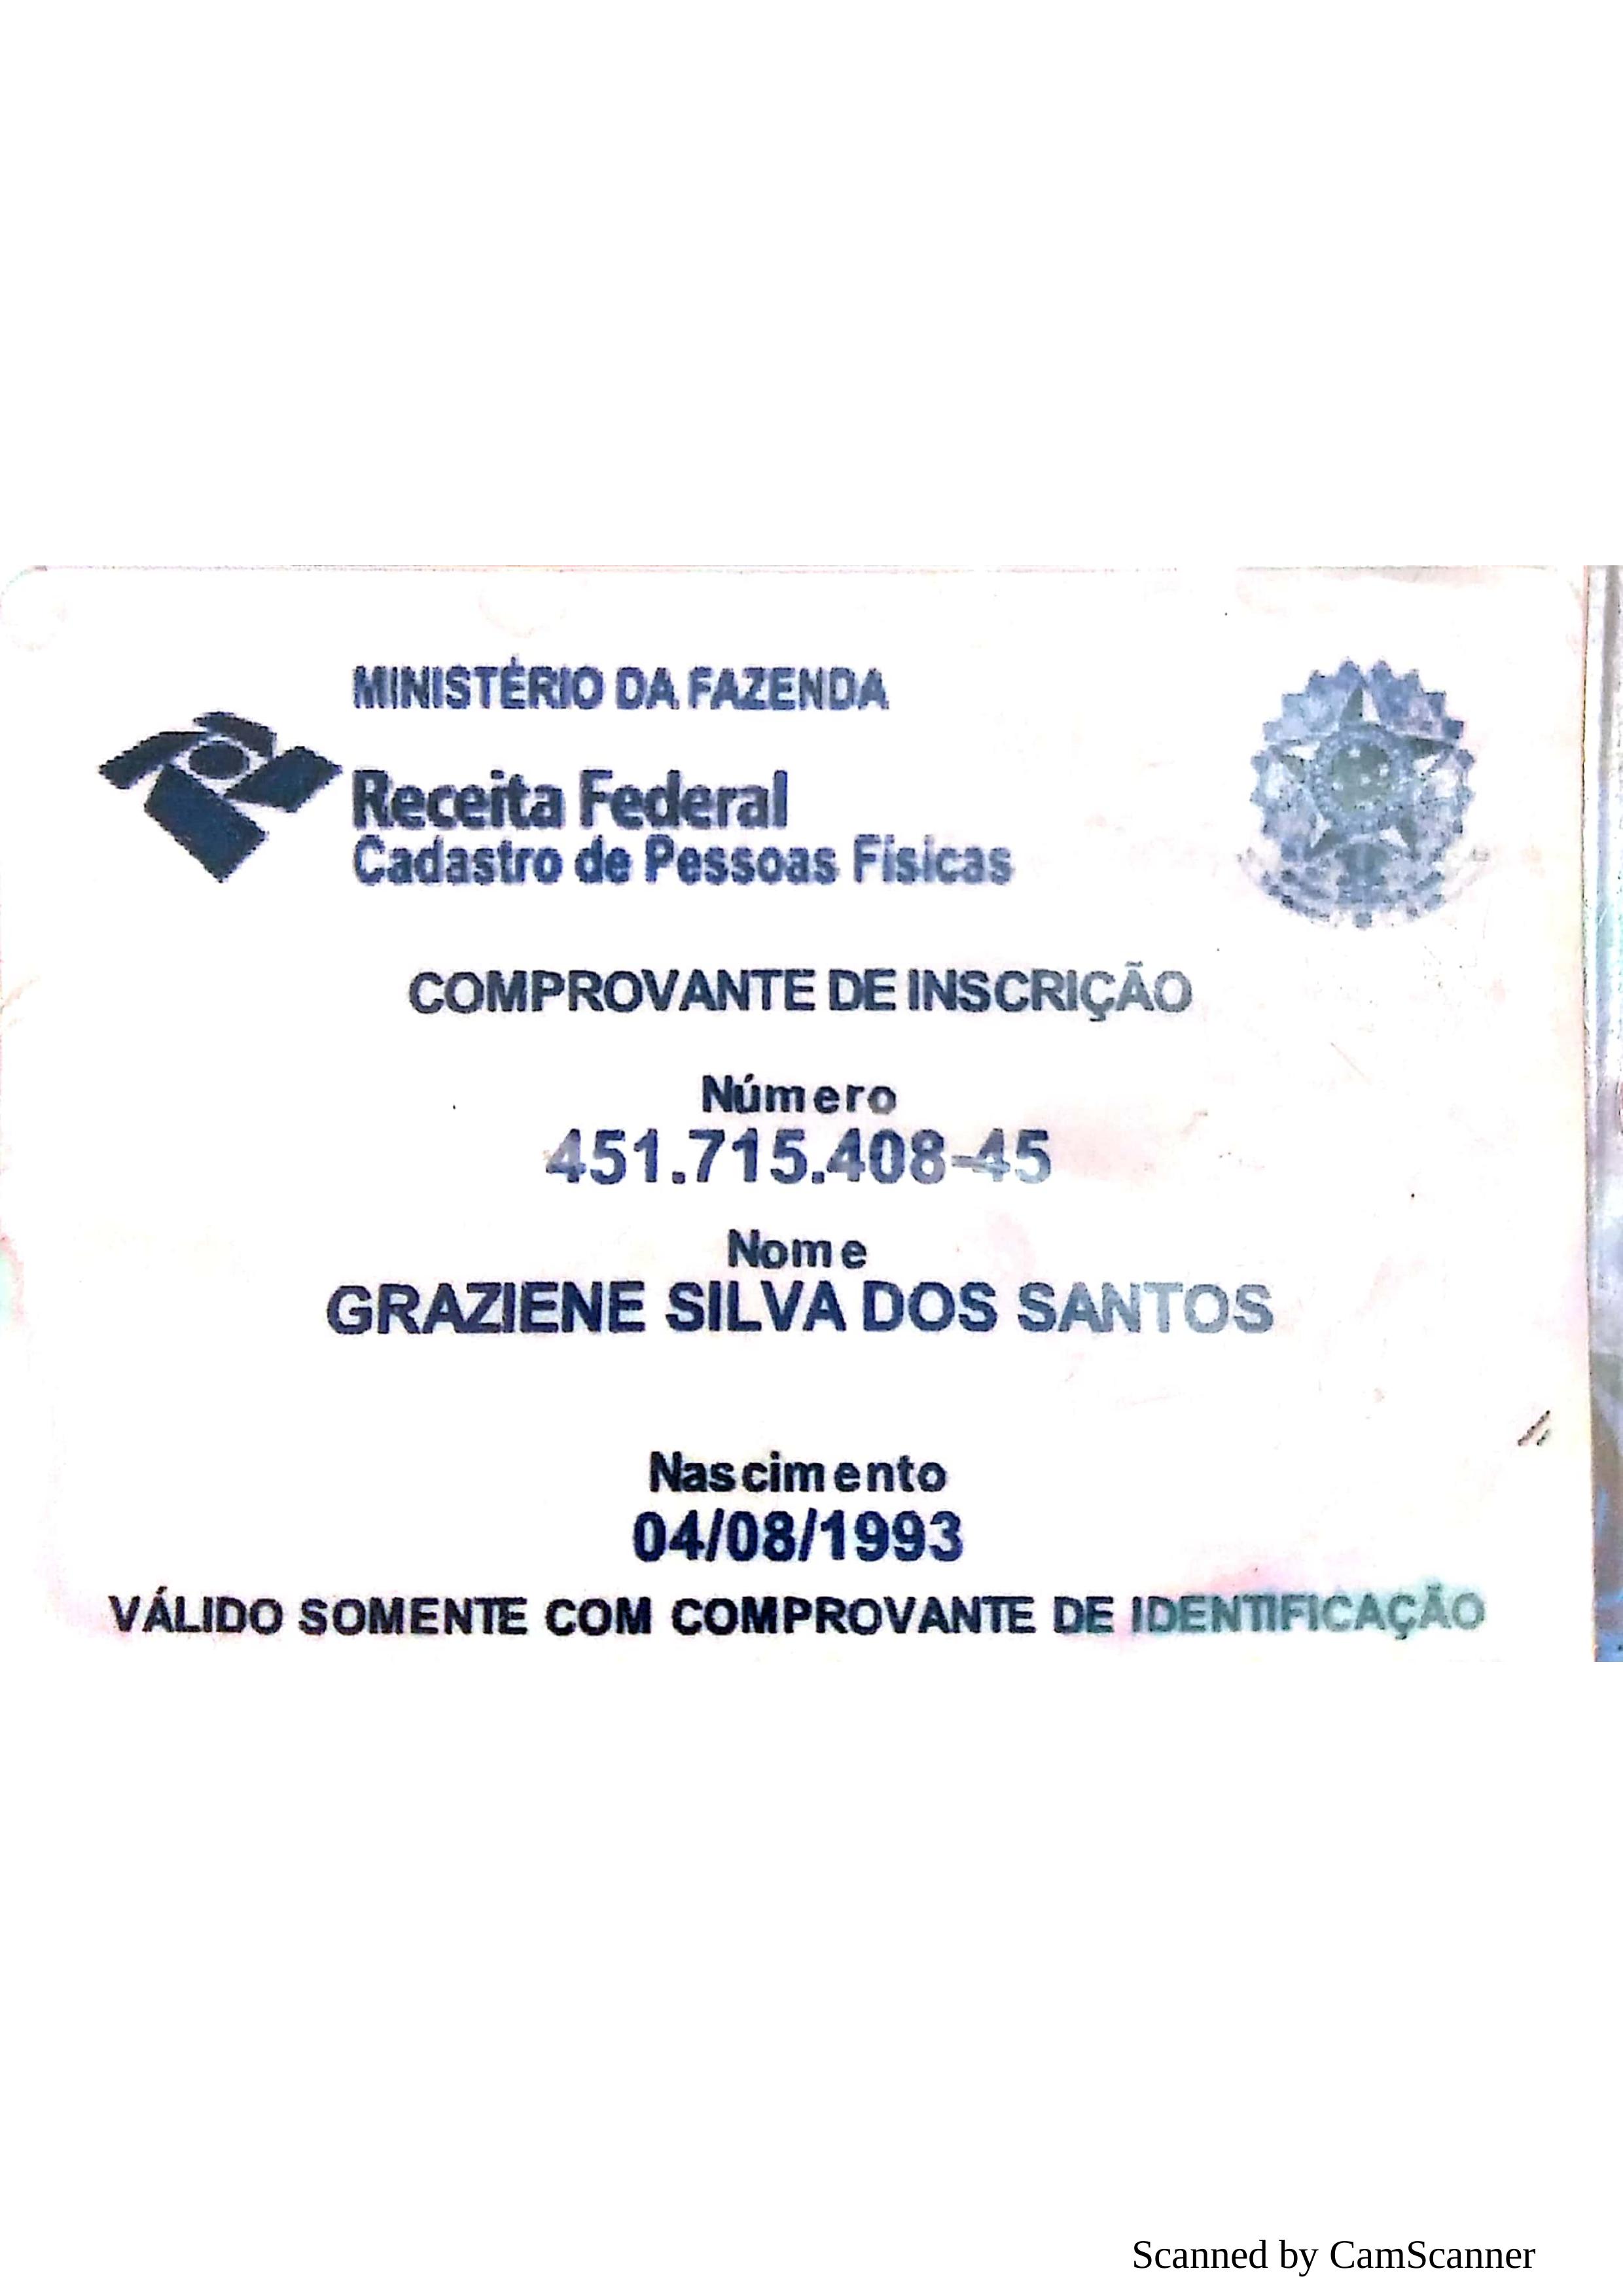 MINISTÉRIO DA FAZENDA
Receita Federal
Cadastro de Pessoas Físicas
COMPROVANTE DE INSCRIÇÃO
Número
451.715.408-45
Nome
GRAZIENE SILVA DOS SANTOS
Nascimento
04/08/1993
VÁLIDO SOMENTE COM COMPROVANTE DE IDENTIFICAÇÃO
Scanned by CamScanner